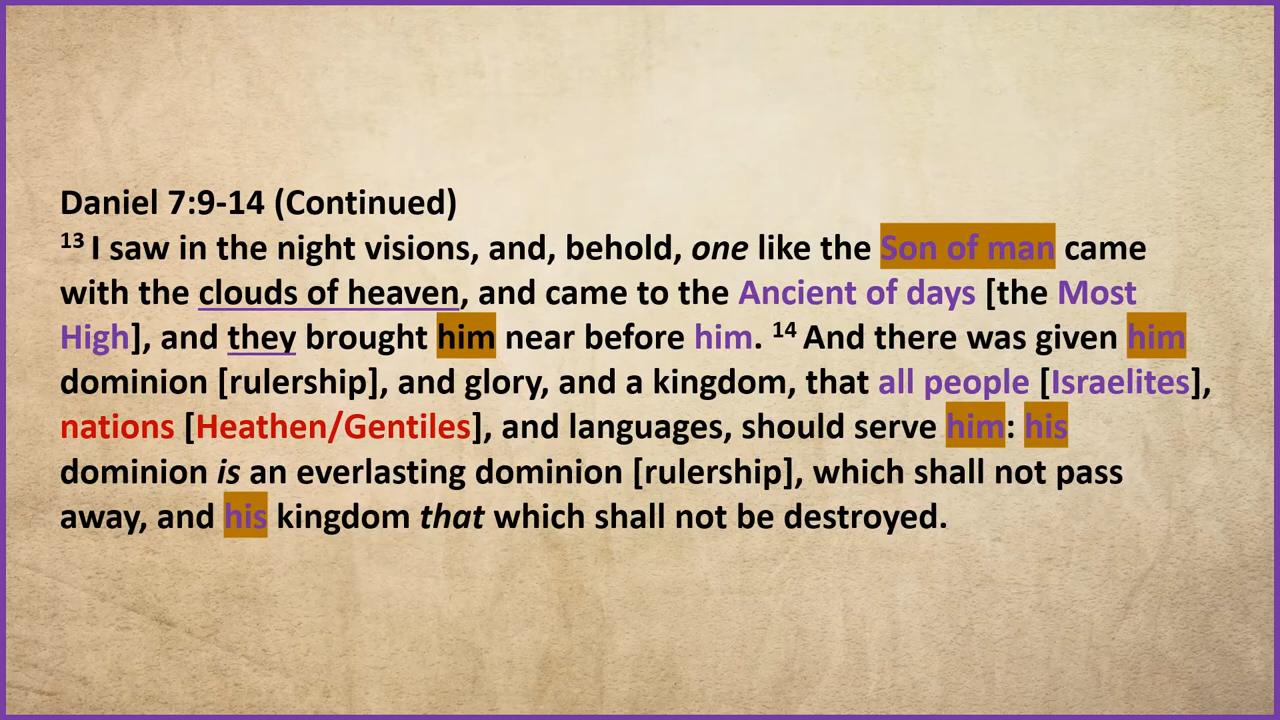 Daniel 7:9-14 (Continued)
13 I saw in the night visions, and, behold, one like the Son of man came
with the clouds of heaven, and came to the Ancient of days [the Most
High], and they brought him near before him. 14 And there was given him
dominion [rulership], and glory, and a kingdom, that all people [Israelites],
nations [Heathen/Gentiles], and languages, should serve him: his
dominion is an everlasting dominion [rulership], which shall not pass
away, and his kingdom that which shall not be destroyed.